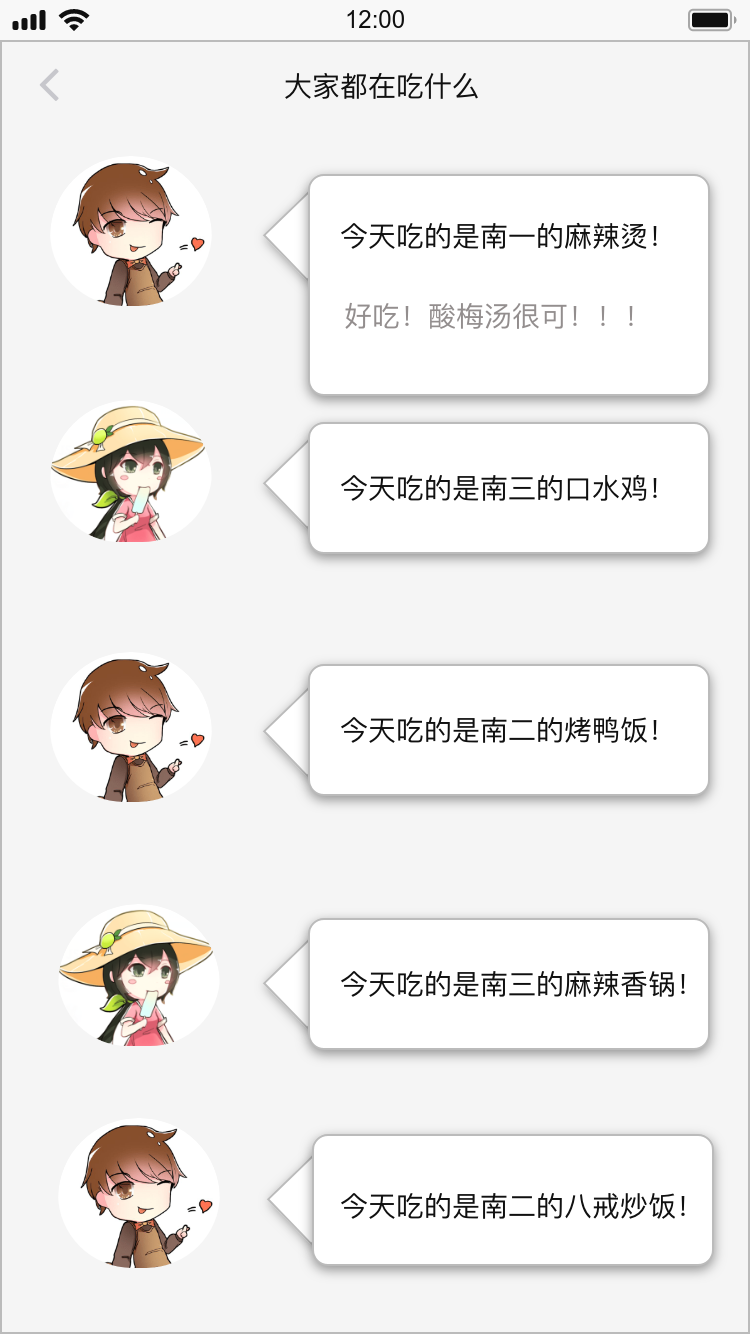 12:00
大家都在吃什么
今天吃的是南一的麻辣烫！
好吃！酸梅汤很可！！！
今天吃的是南三的口水鸡！
今天吃的是南二的烤鸭饭！
今天吃的是南三的麻辣香锅！
今天吃的是南二的八戒炒饭！